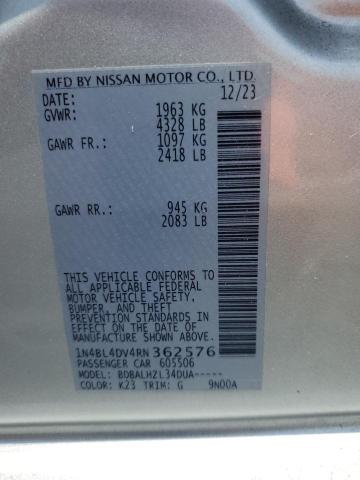 MFD BY NISSAN MOTOR CO., LTD.
DATE: 12/23
GVWR: 1963 KG
4328 LB
GAWR FR: 1097 KG
2418 LB
GAWR RR: 945 KG
2083 LB
THIS VEHICLE CONFORMS TO
ALL APPLICABLE FEDERAL
MOTOR VEHICLE SAFETY,
BUMPER, AND THEFT
PREVENTION STANDARDS
IN EFFECT ON THE DATE OF
MANUFACTURE SHOWN ABOVE.
1N4BL4DV4RN362576
PASSENGER CAR 605506
MODEL: BDBALHZL34DUA-----
COLOR: K23 TRIM: G 9N00A